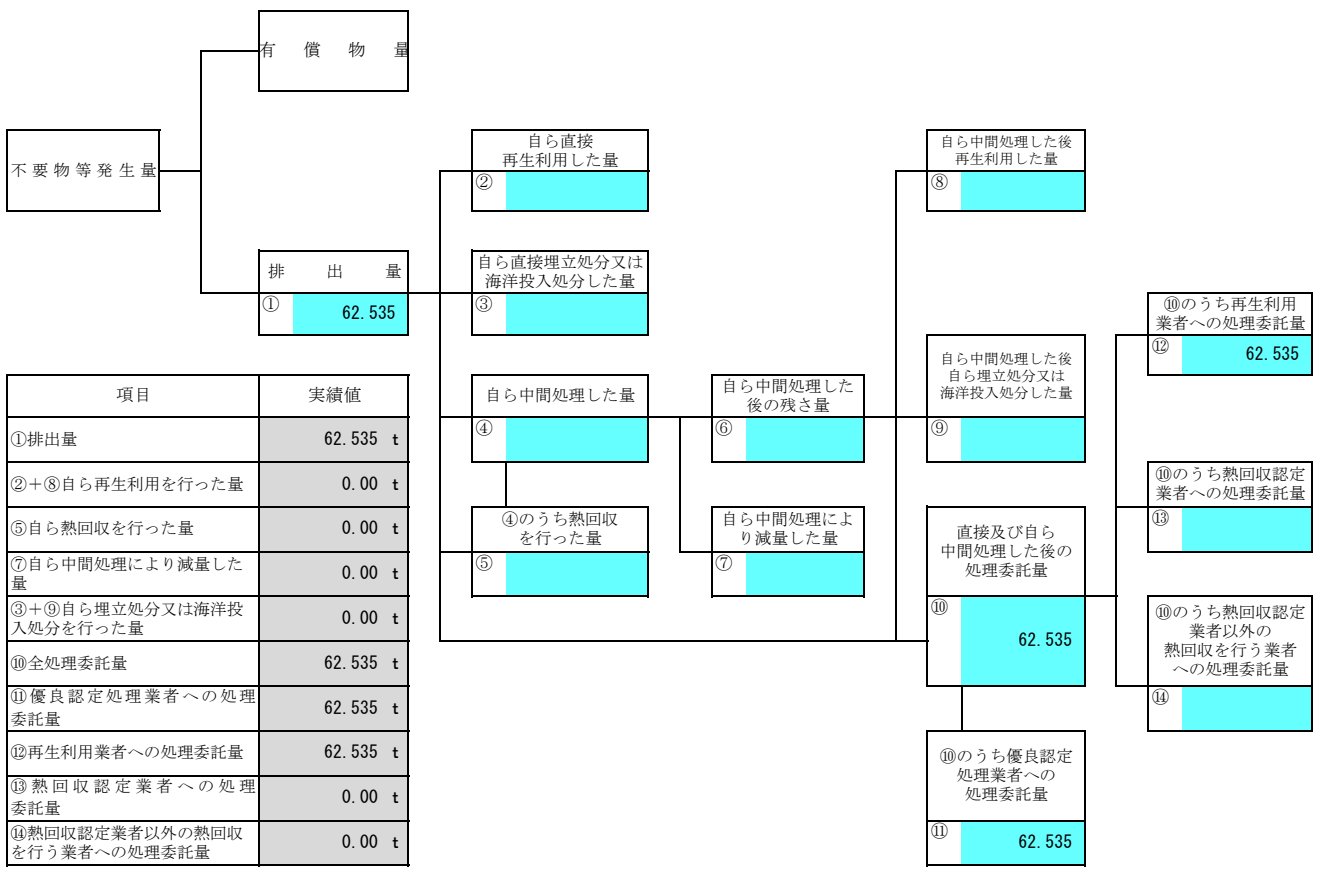 有償物量
不要物等発生量
排出量
① 62.535
自ら直接
再生利用した量
②
自ら直接埋立処分又は
海洋投入処分した量
③
自ら中間処理した量
④
④のうち熱回収
を行った量
⑤
自ら中間処理した
後の残さ量
⑥
自ら中間処理によ
り減量した量
⑦
自ら中間処理した後
再生利用した量
⑧
自ら中間処理した後
自ら埋立処分又は
海洋投入処分した量
⑨
直接及び自ら
中間処理した後の
処理委託量
⑩ 62.535
⑩のうち優良認定
処理業者への
処理委託量
⑪ 62.535
⑩のうち再生利用
業者への処理委託量
⑫ 62.535
⑩のうち熱回収認定
業者への処理委託量
⑬
⑩のうち熱回収認定
業者以外の
熱回収を行う業者
への処理委託量
⑭
項目 実績値
①排出量 62.535 t
②＋⑧自ら再生利用を行った量 0.00 t
⑤自ら熱回収を行った量 0.00 t
⑦自ら中間処理により減量した
量 0.00 t
③＋⑨自ら埋立処分又は海洋投
入処分を行った量 0.00 t
⑩全処理委託量 62.535 t
⑪優良認定処理業者への処理
委託量 62.535 t
⑫再生利用業者への処理委託量 62.535 t
⑬熱回収認定業者への処理
委託量 0.00 t
⑭熱回収認定業者以外の熱回収
を行う業者への処理委託量 0.00 t